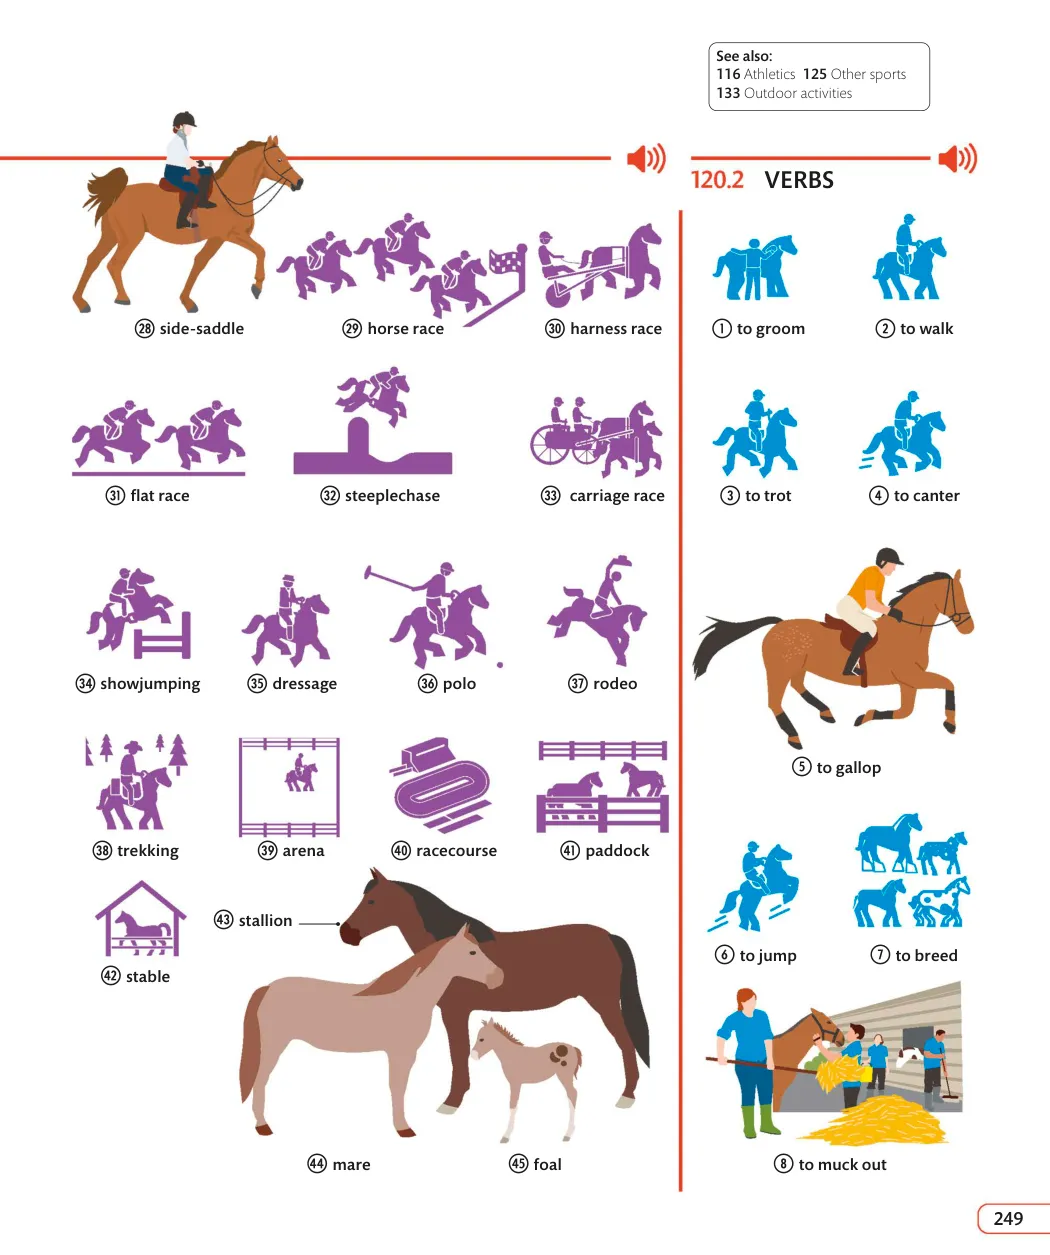 See also:
116 Athletics 125 Other sports
133 Outdoor activities
28 side-saddle
29 horse race
30 harness race
31 flat race
32 steeplechase
33 carriage race
34 showjumping
35 dressage
36 polo
37 rodeo
38 trekking
39 arena
40 racecourse
41 paddock
42 stable
43 stallion
44 mare
45 foal
120.2 VERBS
1 to groom
2 to walk
3 to trot
4 to canter
5 to gallop
6 to jump
7 to breed
8 to muck out
249